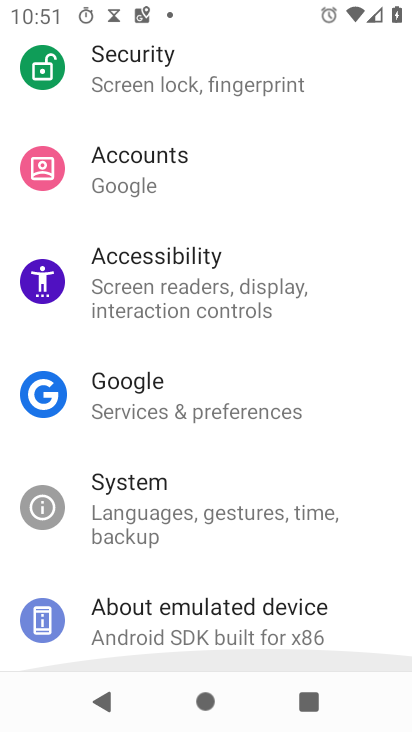 10:51
Security
Screen lock, fingerprint
Accounts
Google
Accessibility
Screen readers, display,
interaction controls
Google
Services & preferences
System
Languages, gestures, time,
backup
About emulated device
Android SDK built for x86